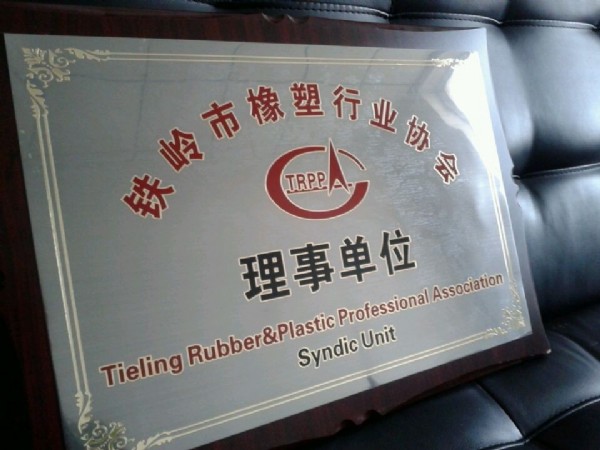 铁岭市橡塑行业协会
T.R.P.P.A.
理事单位
Tieling Rubber&Plastic Professional Association
Syndic Unit